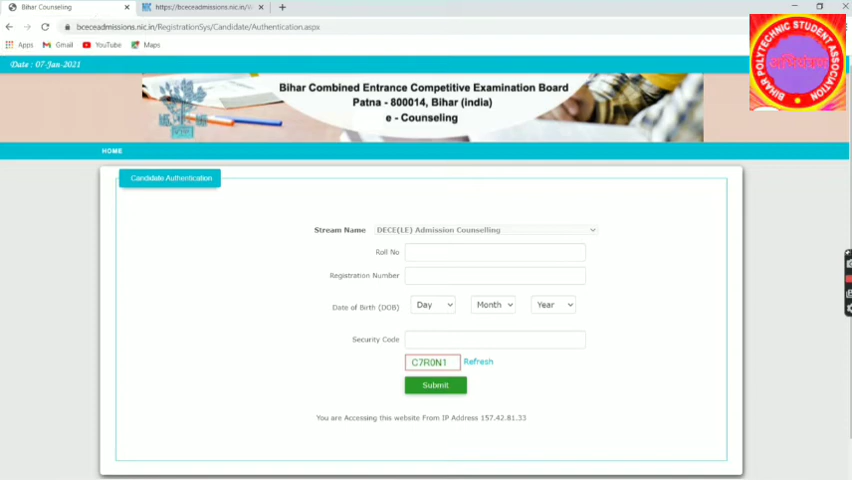 Bihar Counseling
https://bceceadmissions.nic.in/
bceceadmissions.nic.in/RegistrationSys/Candidate/Authentication.aspx
Apps Gmail YouTube Maps
Date : 07-Jan-2021
BIHAR POLYTECHNIC STUDENT ASSOCIATION
Bihar Combined Entrance Competitive Examination Board
Patna - 800014, Bihar (india)
e - Counseling
HOME
Candidate Authentication
Stream Name DECE(LE) Admission Counselling
Roll No
Registration Number
Date of Birth (DOB) Day Month Year
Security Code
C7R0N1 Refresh
Submit
You are Accessing this website From IP Address 157.42.81.33